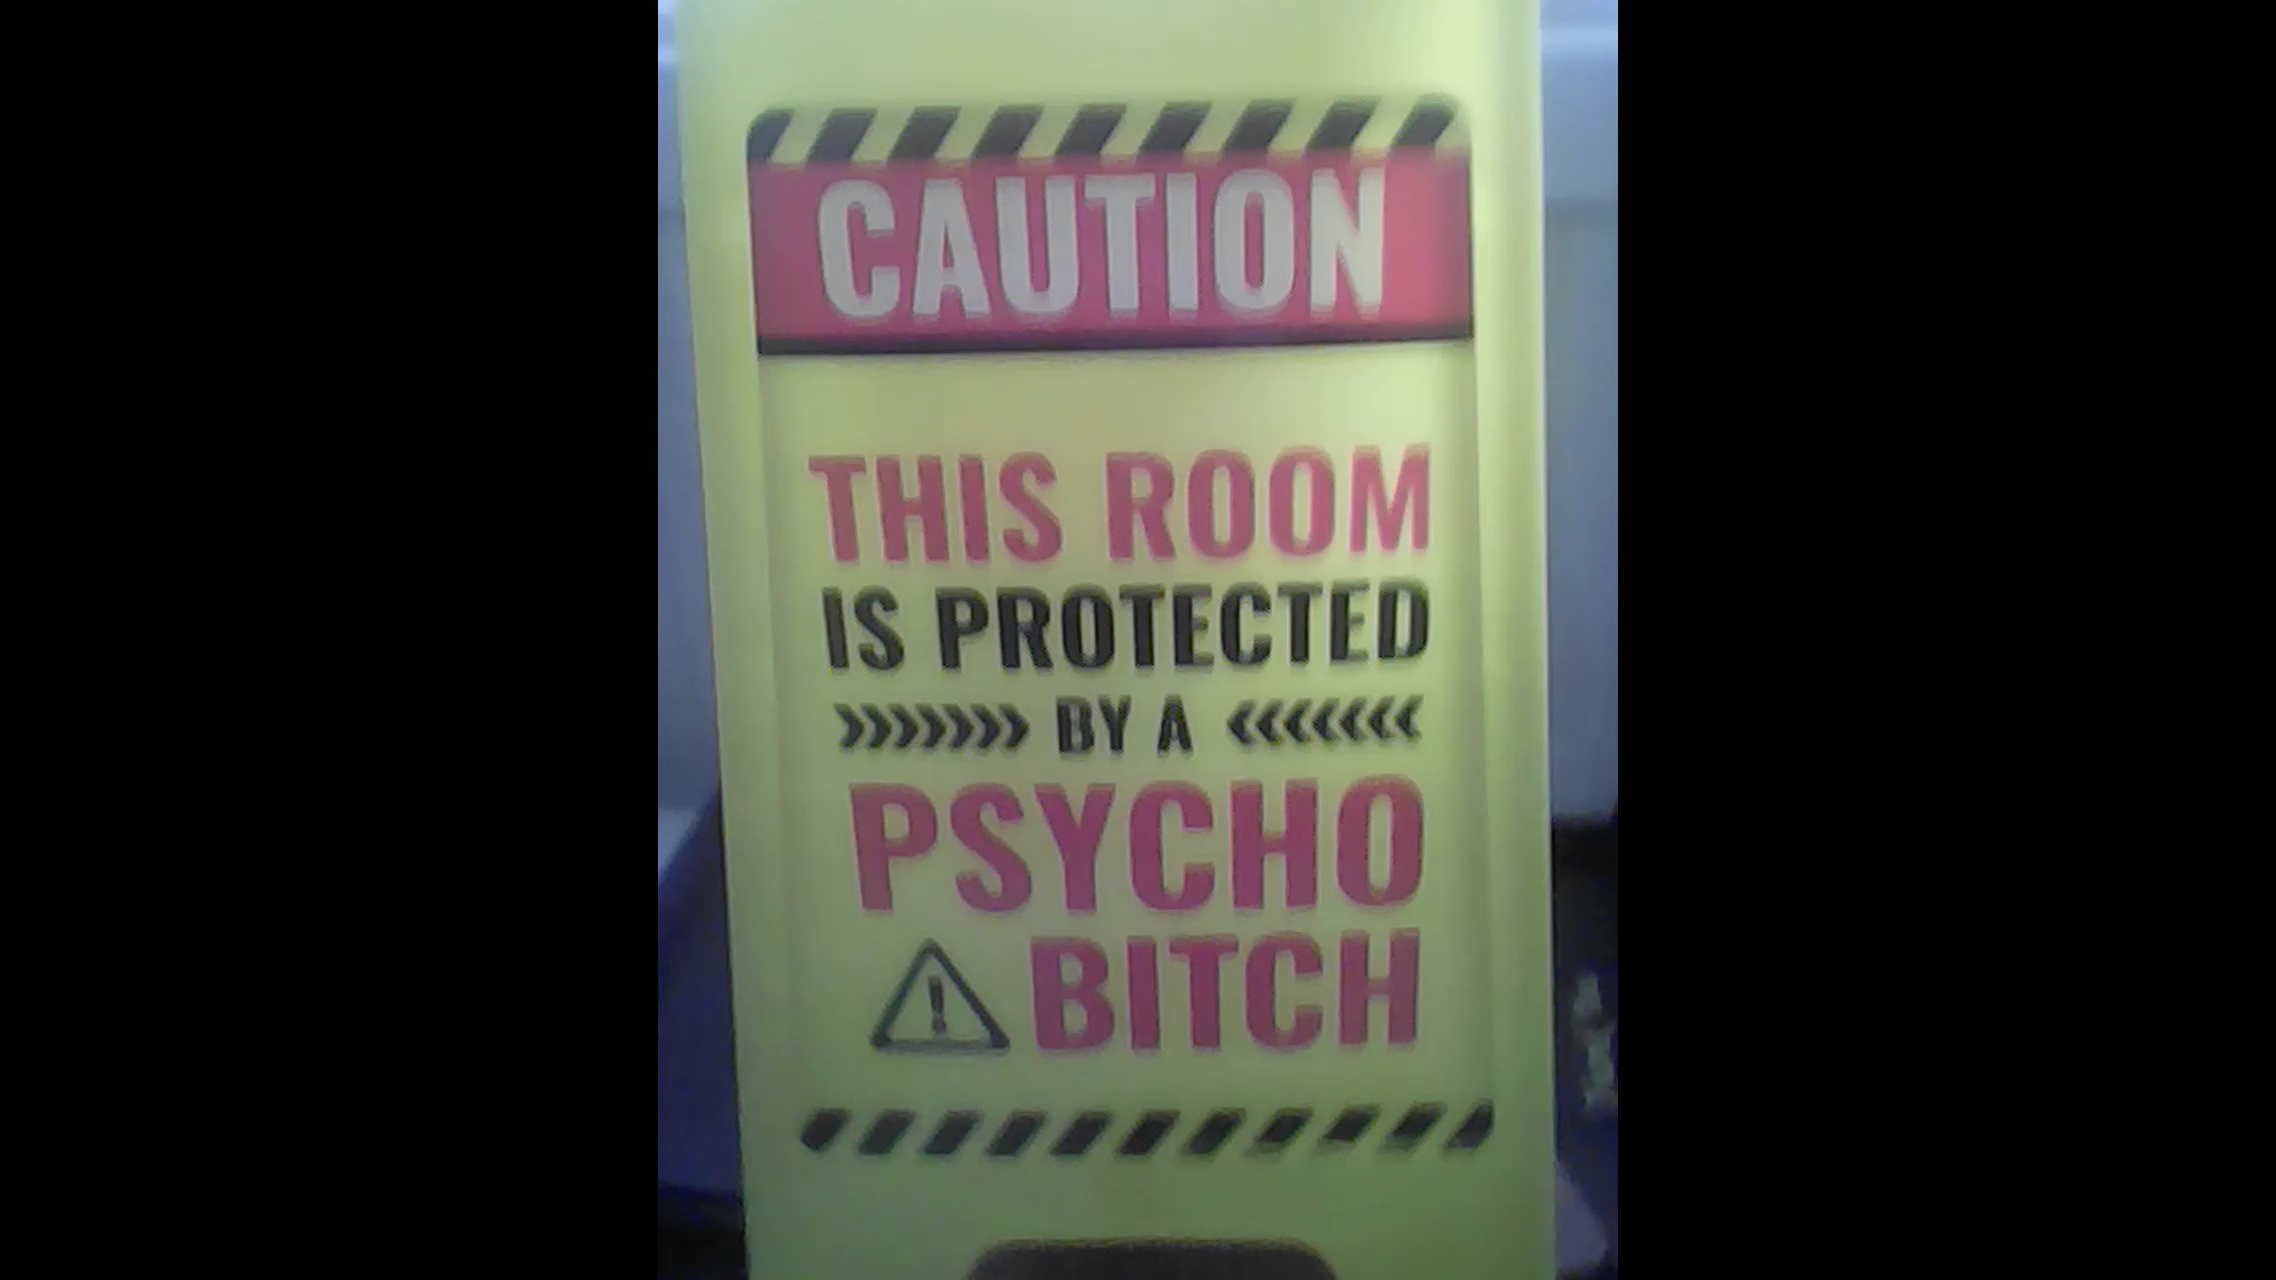 CAUTION
THIS ROOM
IS PROTECTED
BY A
PSYCHO
BITCH